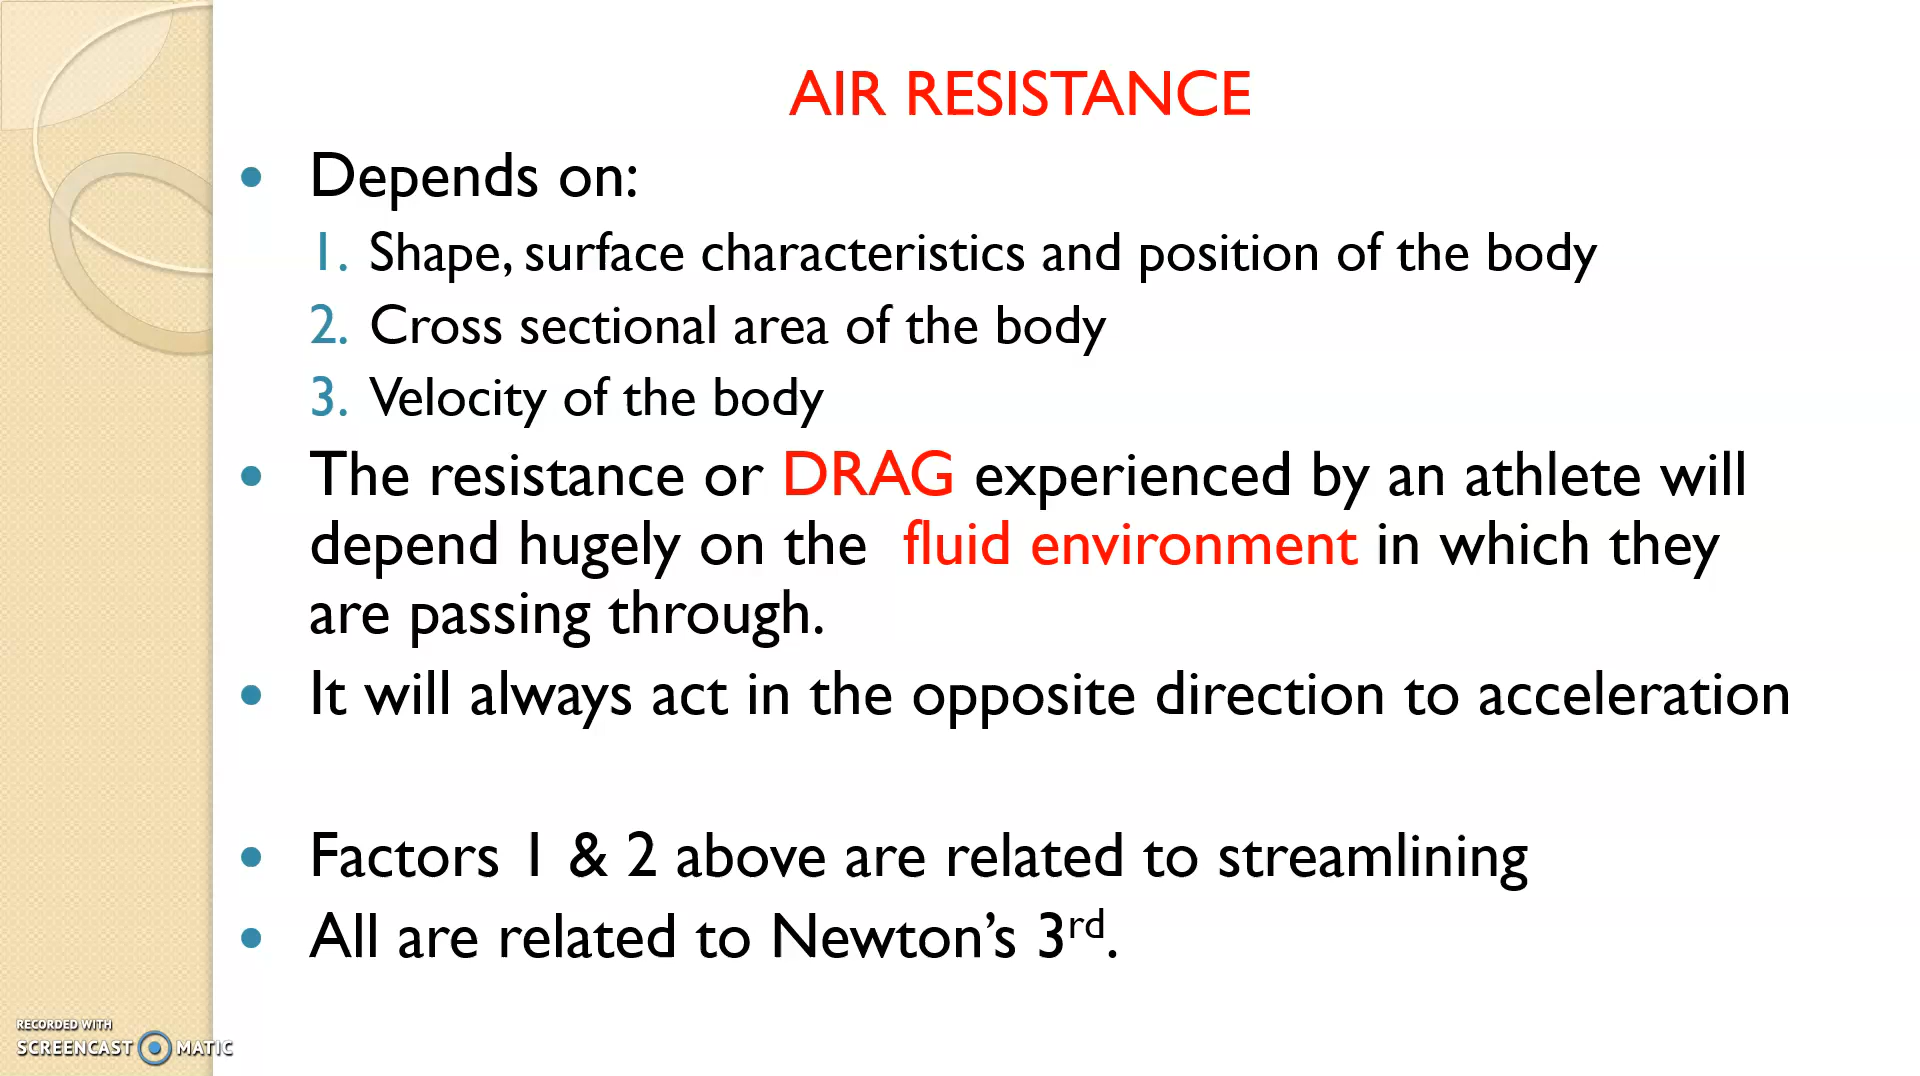 AIR RESISTANCE
• Depends on:
1. Shape, surface characteristics and position of the body
2. Cross sectional area of the body
3. Velocity of the body
• The resistance or DRAG experienced by an athlete will
depend hugely on the fluid environment in which they
are passing through.
• It will always act in the opposite direction to acceleration
• Factors 1 & 2 above are related to streamlining
• All are related to Newton’s 3rd.
RECORDED WITH
SCREENCAST MATIC